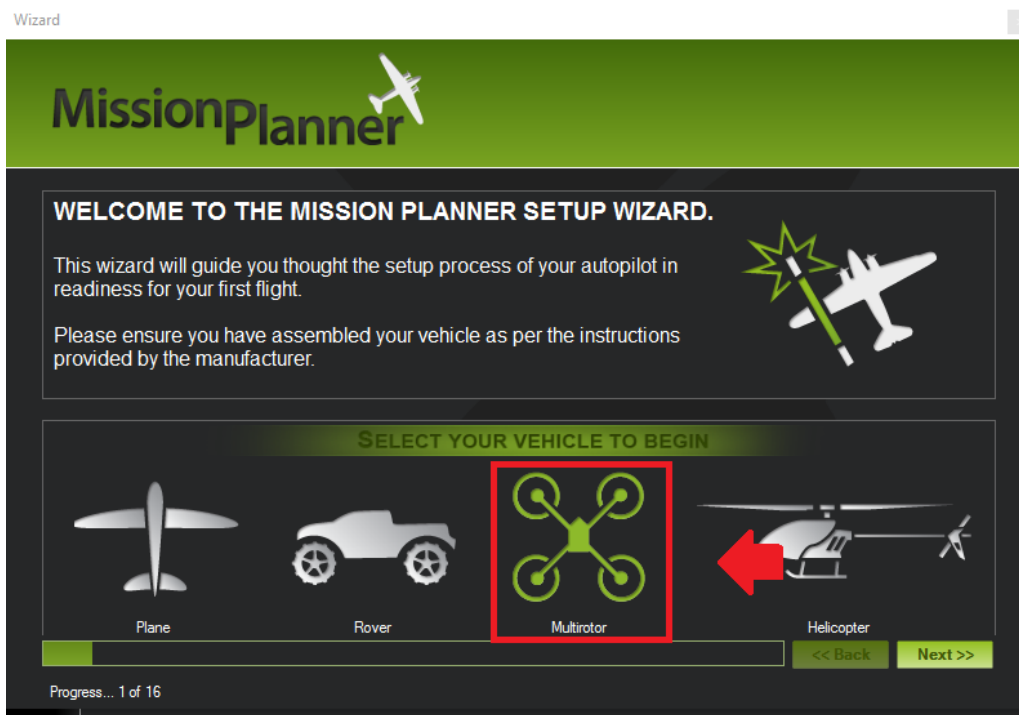 Wizard
MissionPlanner
WELCOME TO THE MISSION PLANNER SETUP WIZARD.
This wizard will guide you thought the setup process of your autopilot in
readiness for your first flight.
Please ensure you have assembled your vehicle as per the instructions
provided by the manufacturer.
SELECT YOUR VEHICLE TO BEGIN
Plane
Rover
Multirotor
Helicopter
<< Back
Next >>
Progress... 1 of 16